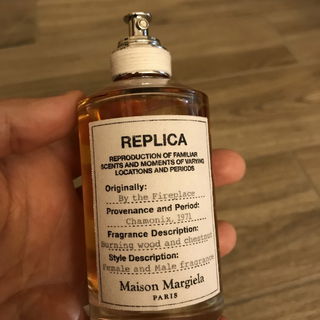 REPLICA
REPRODUCTION OF FAMILIAR
SCENTS AND MOMENTS OF VARYING
LOCATIONS AND PERIODS
Originally:
By the Fireplace
Provenance and Period:
Chamonix, 1971
Fragrance Description:
Burning wood and chestnut
Style Description:
Female and Male fragrance
Maison Margiela
PARIS